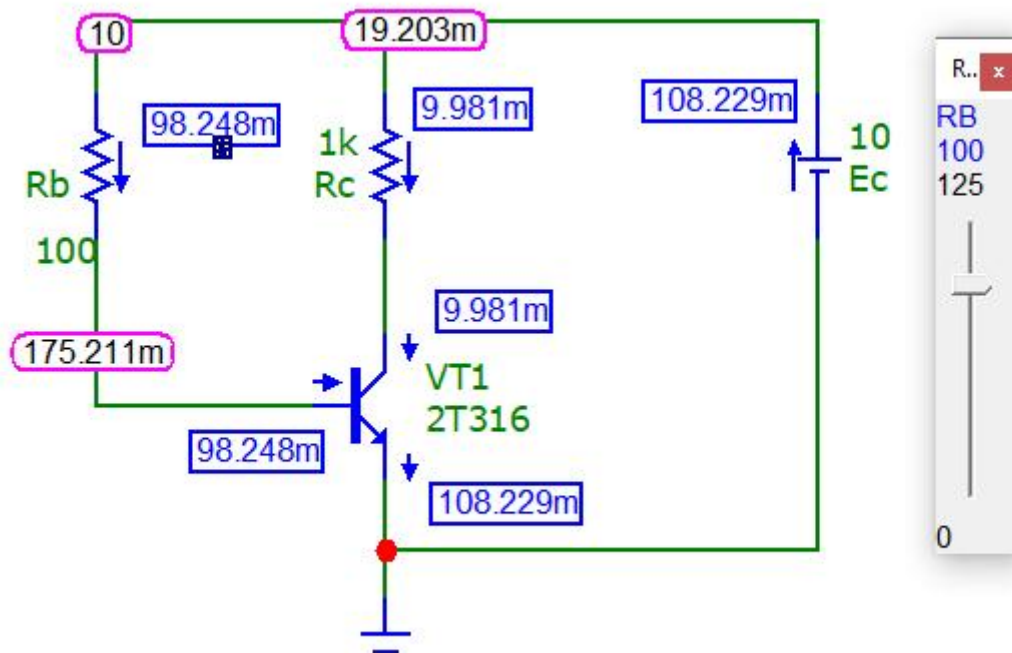 10
19.203m
98.248m
9.981m
108.229m
1k
Rc
Rb
100
10
Ec
9.981m
175.211m
VT1
2T316
98.248m
108.229m
R.. x
RB
100
125
0